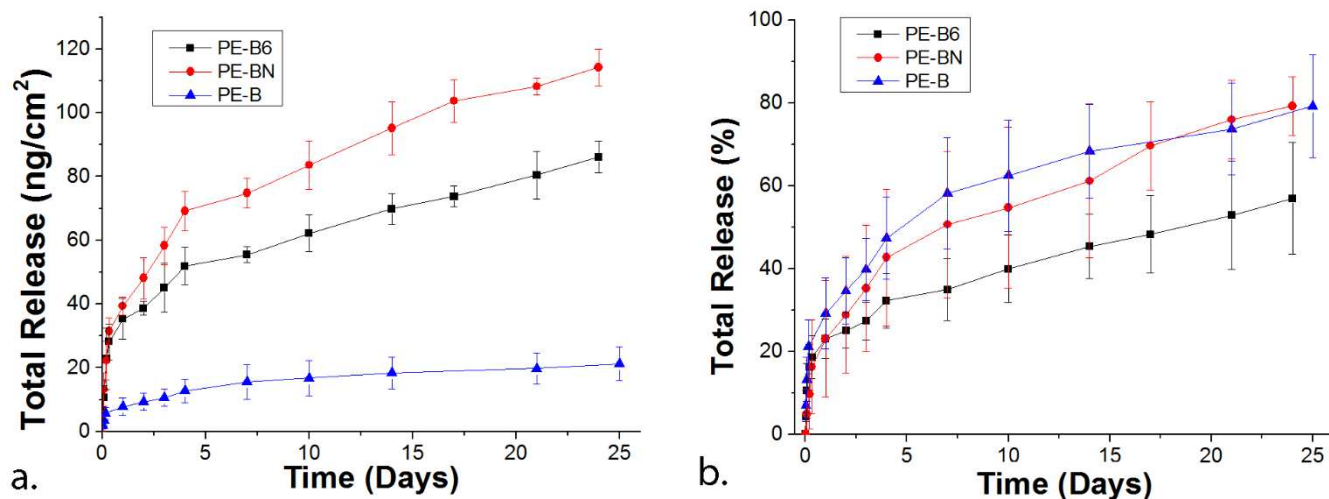 PE-B6
PE-BN
PE-B
Total Release (ng/cm²)
120
100
80
60
40
20
0
0 5 10 15 20 25
Time (Days)
a.
PE-B6
PE-BN
PE-B
Total Release (%)
100
80
60
40
20
0
0 5 10 15 20 25
Time (Days)
b.